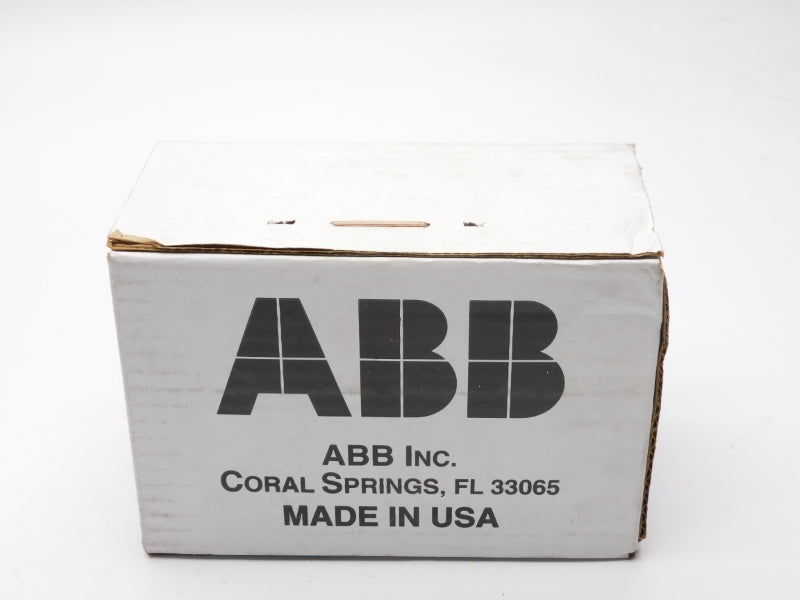 ABB
ABB INC.
CORAL SPRINGS, FL 33065
MADE IN USA